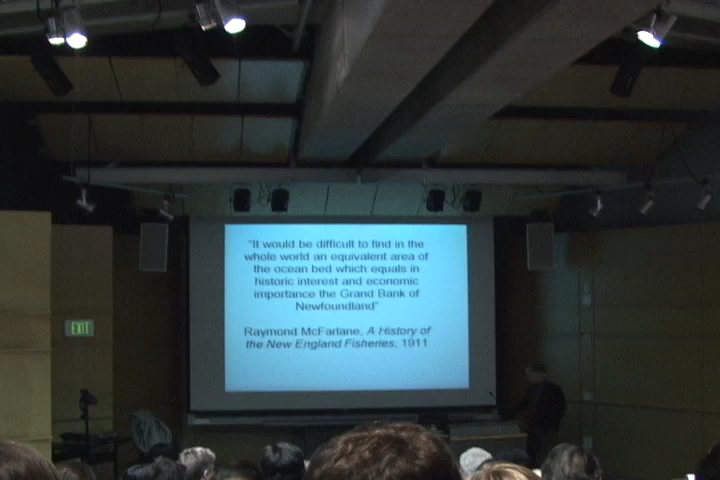 EXIT
"It would be difficult to find in the
whole world an equivalent area of
the ocean bed which equals in
historic interest and economic
importance the Grand Bank of
Newfoundland"
Raymond McFarlane, A History of
the New England Fisheries, 1911